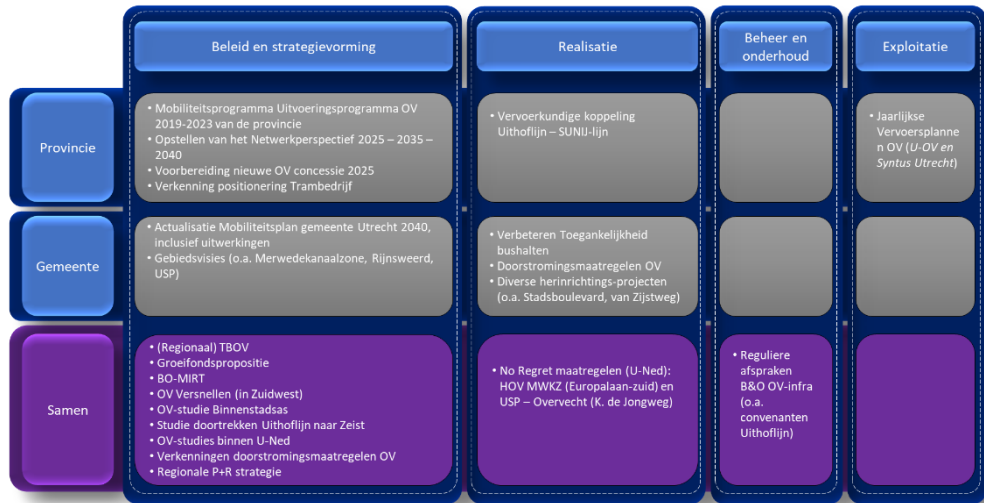 Beleid en strategievorming
Realisatie
Beheer en
onderhoud
Exploitatie
Provincie
• Mobiliteitsprogramma Uitvoeringsprogramma OV
2019-2023 van de provincie
• Opstellen van het Netwerkperspectief 2025 – 2035 –
2040
• Voorbereiding nieuwe OV concessie 2025
• Verkenning positionering Trambedrijf
• Vervoerkundige koppeling
Uithoflijn – SUNIJ-lijn
• Jaarlijkse
Vervoersplanne
n OV (U-OV en
Syntus Utrecht)
Gemeente
• Actualisatie Mobiliteitsplan gemeente Utrecht 2040,
inclusief uitwerkingen
• Gebiedsvisies (o.a. Merwedekanaalzone, Rijnsweerd,
USP)
• Verbeteren Toegankelijkheid
bushalten
• Doorstromingsmaatregelen OV
• Diverse herinrichtings-projecten
(o.a. Stadsboulevard, van Zijstweg)
Samen
• (Regionaal) TBOV
• Groeifondspropositie
• BO-MIRT
• OV Versnellen (in Zuidwest)
• OV-studie Binnenstadsas
• Studie doortrekken Uithoflijn naar Zeist
• OV-studies binnen U-Ned
• Verkenningen doorstromingsmaatregelen OV
• Regionale P+R strategie
• No Regret maatregelen (U-Ned):
HOV MWKZ (Europalaan-zuid) en
USP – Overvecht (K. de Jongweg)
• Reguliere
afspraken
B&O OV-infra
(o.a.
convenanten
Uithoflijn)